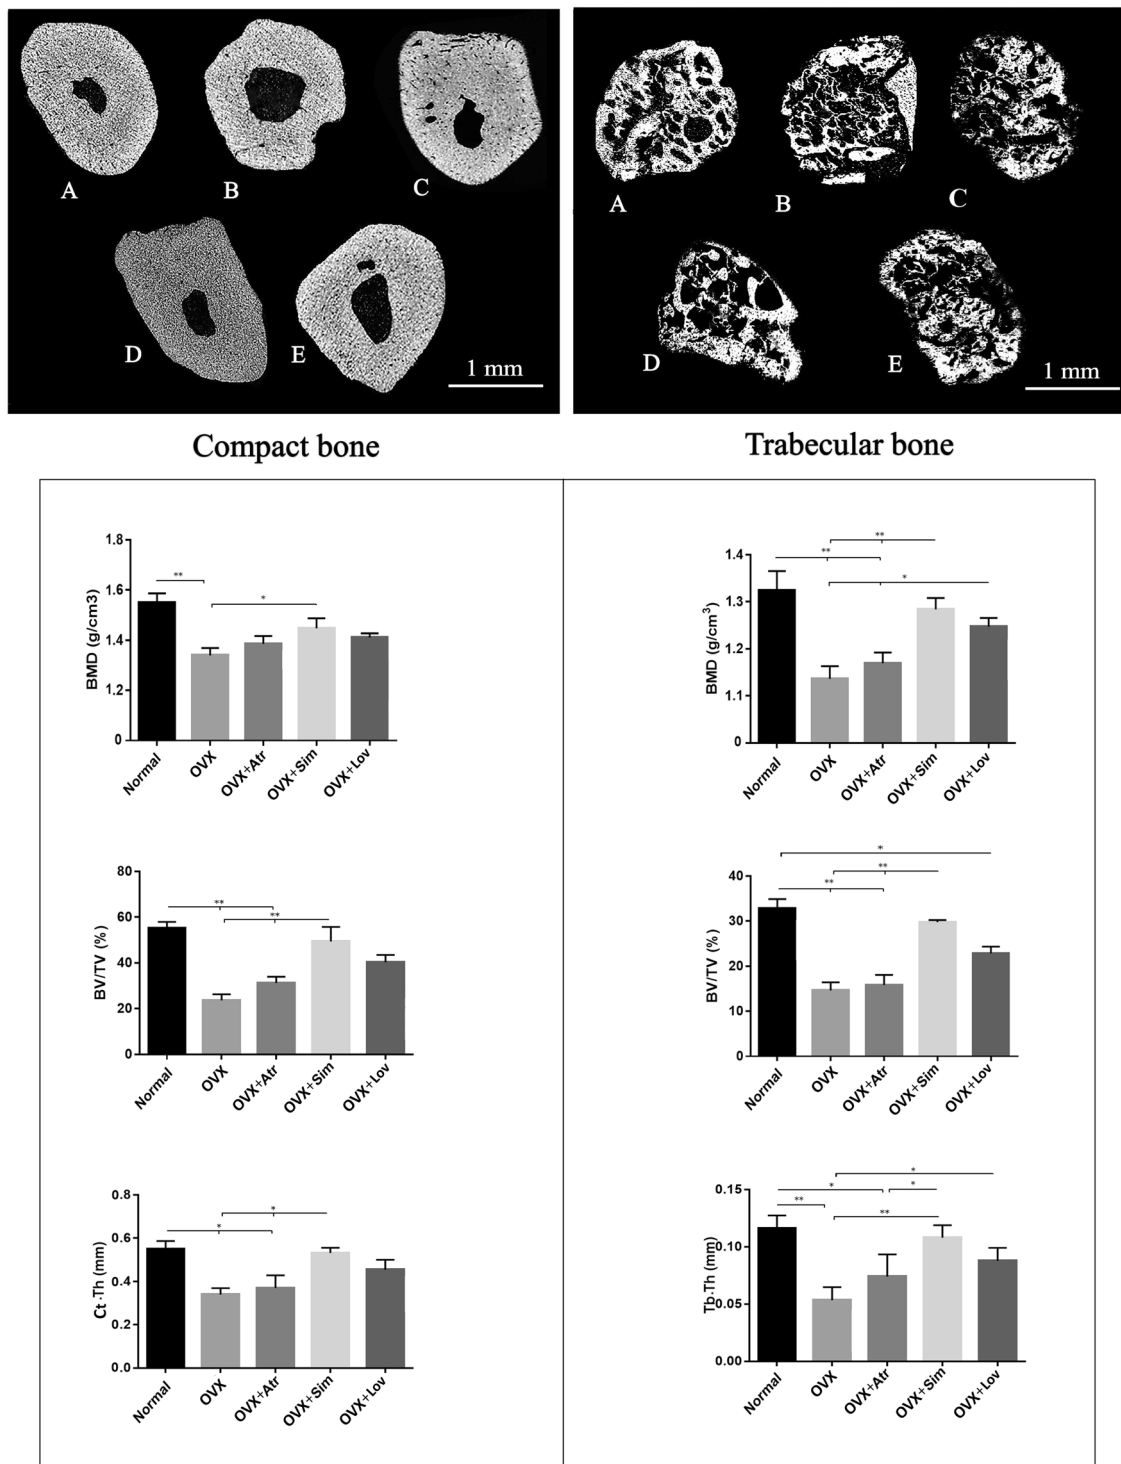 A
B
C
D
E
1 mm
A
B
C
D
E
1 mm
Compact bone
Trabecular bone
BMD (g/cm3)
1.8
1.6
1.4
1.2
0
**
*
Normal
OVX
OVX+Atr
OVX+Sim
OVX+Lov
BMD (g/cm³)
1.4
1.3
1.2
1.1
0
**
**
*
Normal
OVX
OVX+Atr
OVX+Sim
OVX+Lov
BV/TV (%)
80
60
40
20
0
**
**
Normal
OVX
OVX+Atr
OVX+Sim
OVX+Lov
BV/TV (%)
40
30
20
10
0
*
**
**
Normal
OVX
OVX+Atr
OVX+Sim
OVX+Lov
Ct.Th (mm)
0.8
0.6
0.4
0.2
0.0
*
*
Normal
OVX
OVX+Atr
OVX+Sim
OVX+Lov
Tb.Th (mm)
0.15
0.10
0.05
0.00
*
*
*
**
**
Normal
OVX
OVX+Atr
OVX+Sim
OVX+Lov